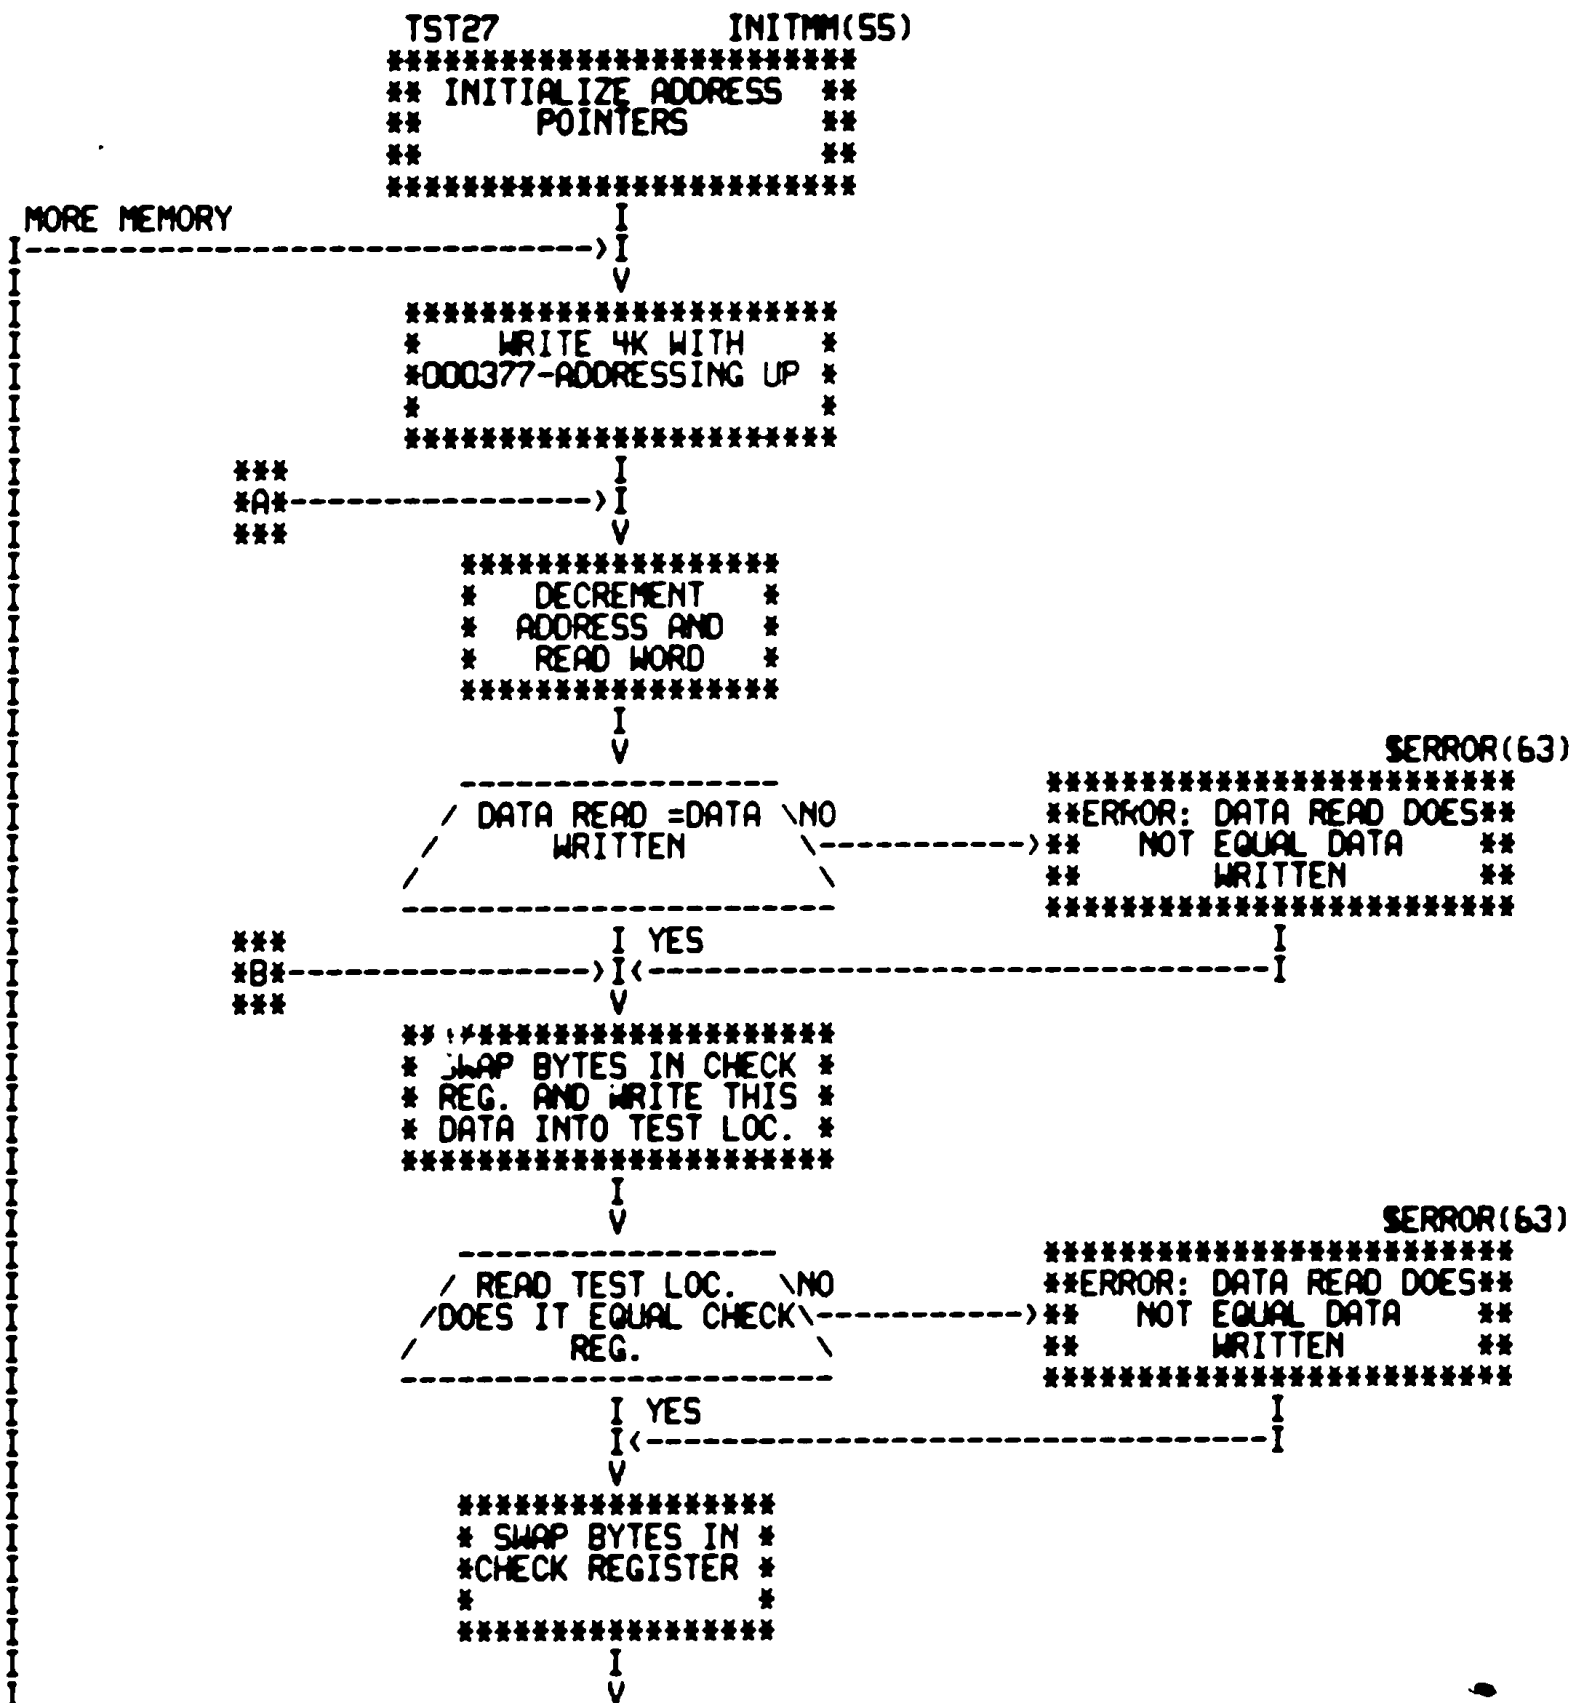 TST27 INITMM(55)
INITIALIZE ADDRESS
POINTERS
MORE MEMORY
WRITE 4K WITH
000377-ADDRESSING UP
A
DECREMENT
ADDRESS AND
READ WORD
$ERROR(63)
DATA READ =DATA NO
WRITTEN
ERROR: DATA READ DOES
NOT EQUAL DATA
WRITTEN
YES
B
SWAP BYTES IN CHECK
REG. AND WRITE THIS
DATA INTO TEST LOC.
$ERROR(63)
READ TEST LOC. NO
DOES IT EQUAL CHECK
REG.
ERROR: DATA READ DOES
NOT EQUAL DATA
WRITTEN
YES
SWAP BYTES IN
CHECK REGISTER